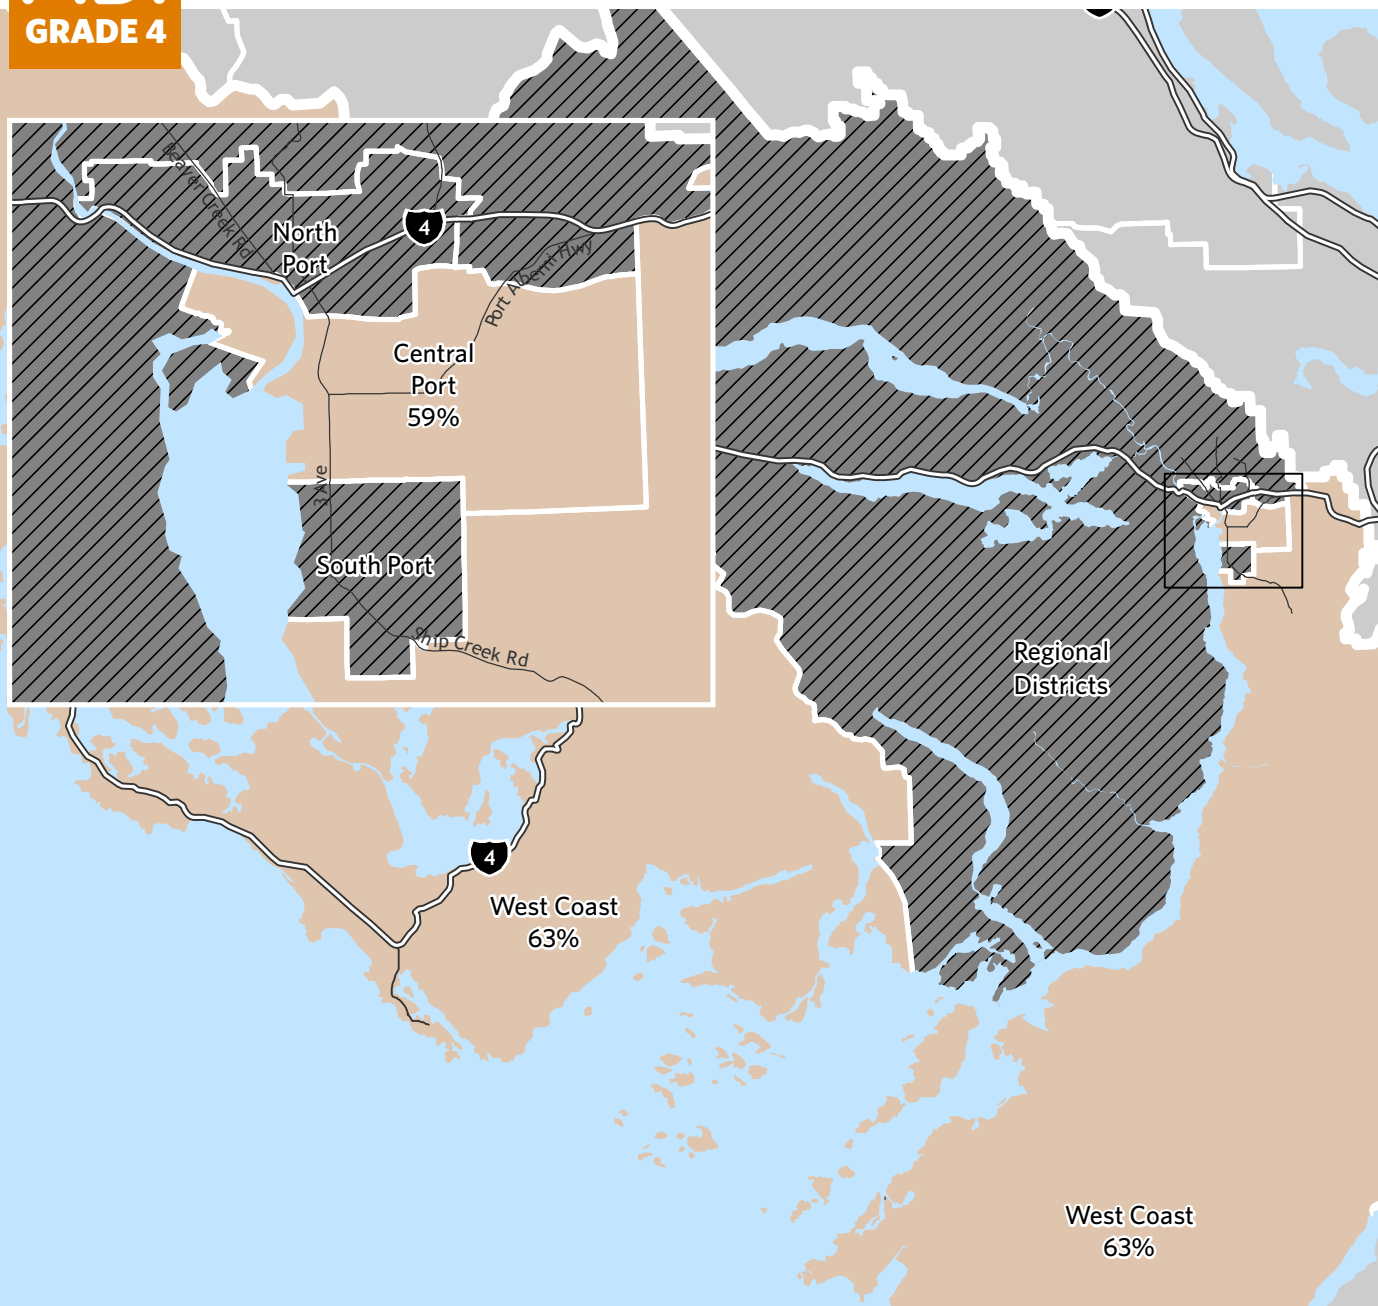 GRADE 4
Beaver Creek Rd
North
Port
4
Port Alberni Hwy
Central
Port
59%
3 Ave
South Port
Ship Creek Rd
Regional
Districts
4
West Coast
63%
West Coast
63%